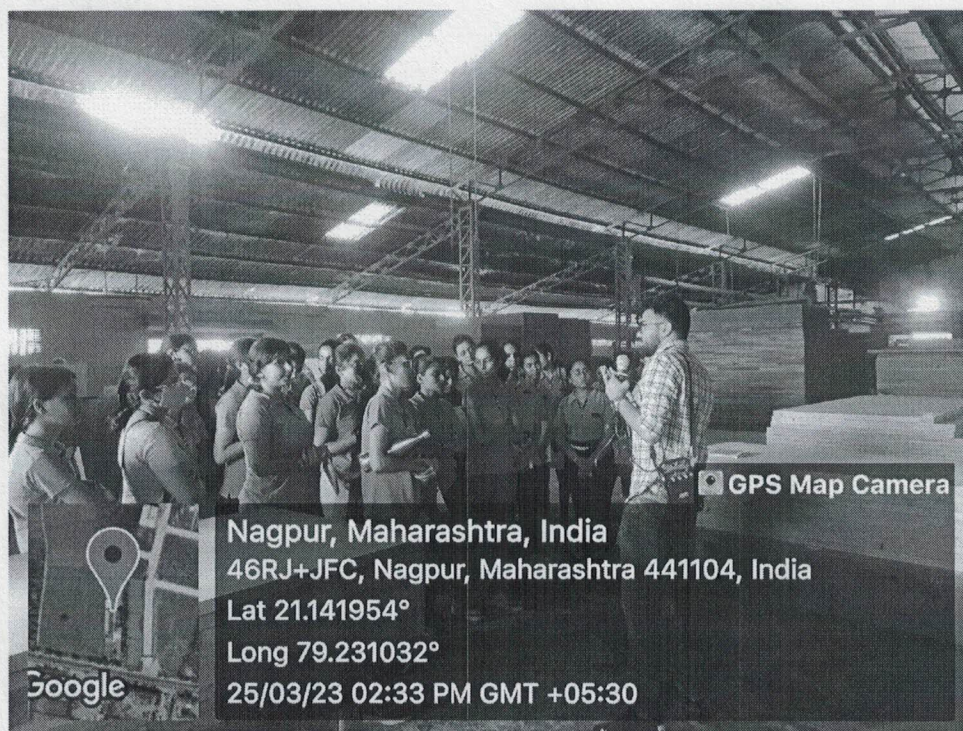 GPS Map Camera
Nagpur, Maharashtra, India
46RJ+JFC, Nagpur, Maharashtra 441104, India
Lat 21.141954°
Long 79.231032°
25/03/23 02:33 PM GMT +05:30
Google